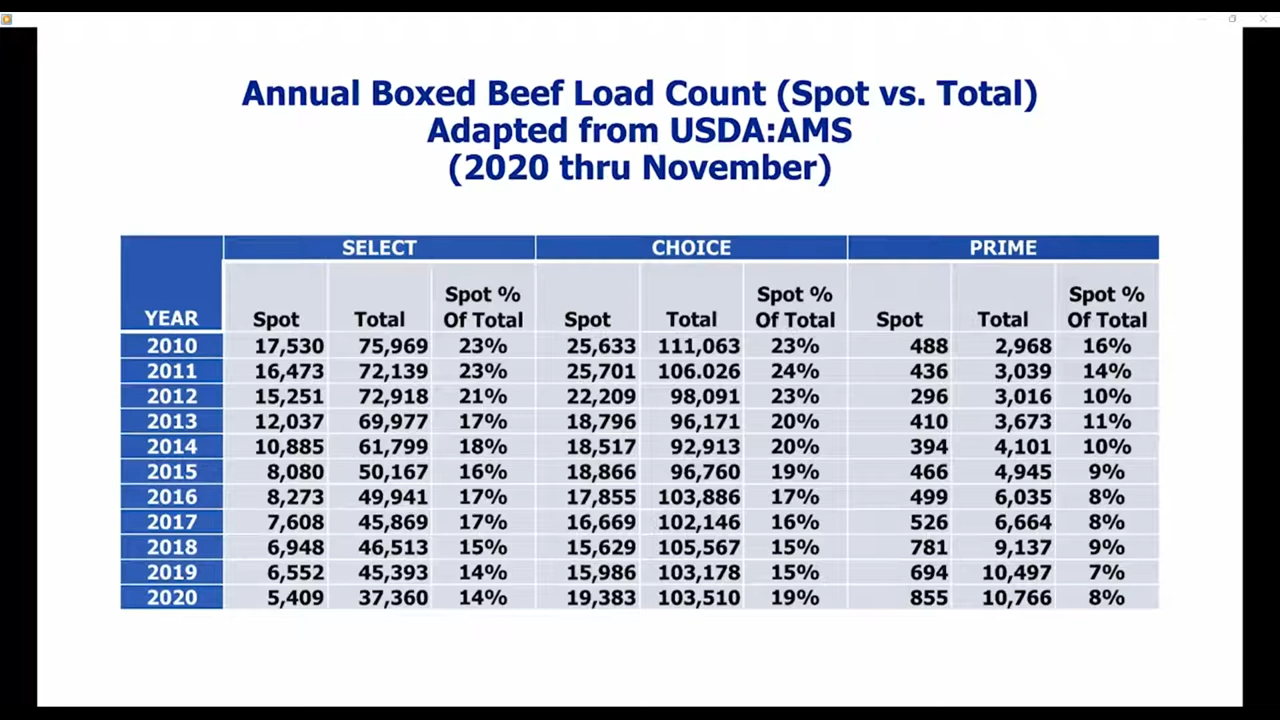 Annual Boxed Beef Load Count (Spot vs. Total)
Adapted from USDA:AMS
(2020 thru November)
SELECT CHOICE PRIME
YEAR Spot Total Spot % Of Total Spot Total Spot % Of Total Spot Total Spot % Of Total
2010 17,530 75,969 23% 25,633 111,063 23% 488 2,968 16%
2011 16,473 72,139 23% 25,701 106.026 24% 436 3,039 14%
2012 15,251 72,918 21% 22,209 98,091 23% 296 3,016 10%
2013 12,037 69,977 17% 18,796 96,171 20% 410 3,673 11%
2014 10,885 61,799 18% 18,517 92,913 20% 394 4,101 10%
2015 8,080 50,167 16% 18,866 96,760 19% 466 4,945 9%
2016 8,273 49,941 17% 17,855 103,886 17% 499 6,035 8%
2017 7,608 45,869 17% 16,669 102,146 16% 526 6,664 8%
2018 6,948 46,513 15% 15,629 105,567 15% 781 9,137 9%
2019 6,552 45,393 14% 15,986 103,178 15% 694 10,497 7%
2020 5,409 37,360 14% 19,383 103,510 19% 855 10,766 8%